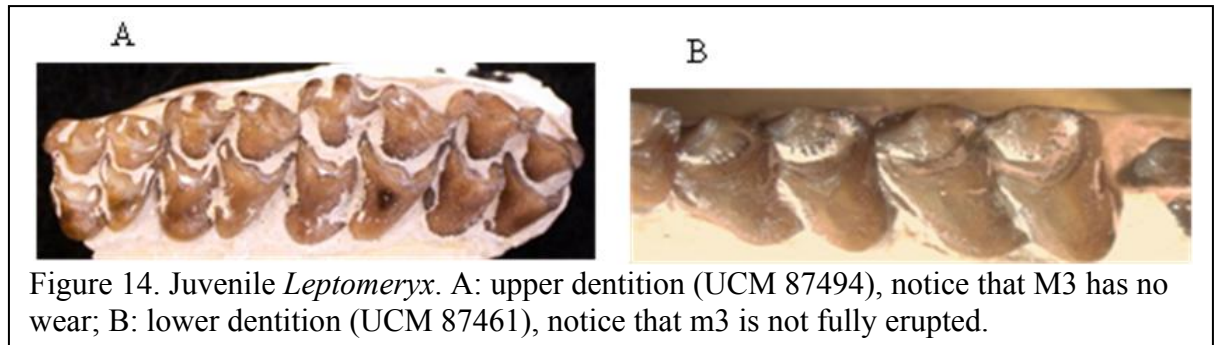 A
B
Figure 14. Juvenile Leptomeryx. A: upper dentition (UCM 87494), notice that M3 has no
wear; B: lower dentition (UCM 87461), notice that m3 is not fully erupted.